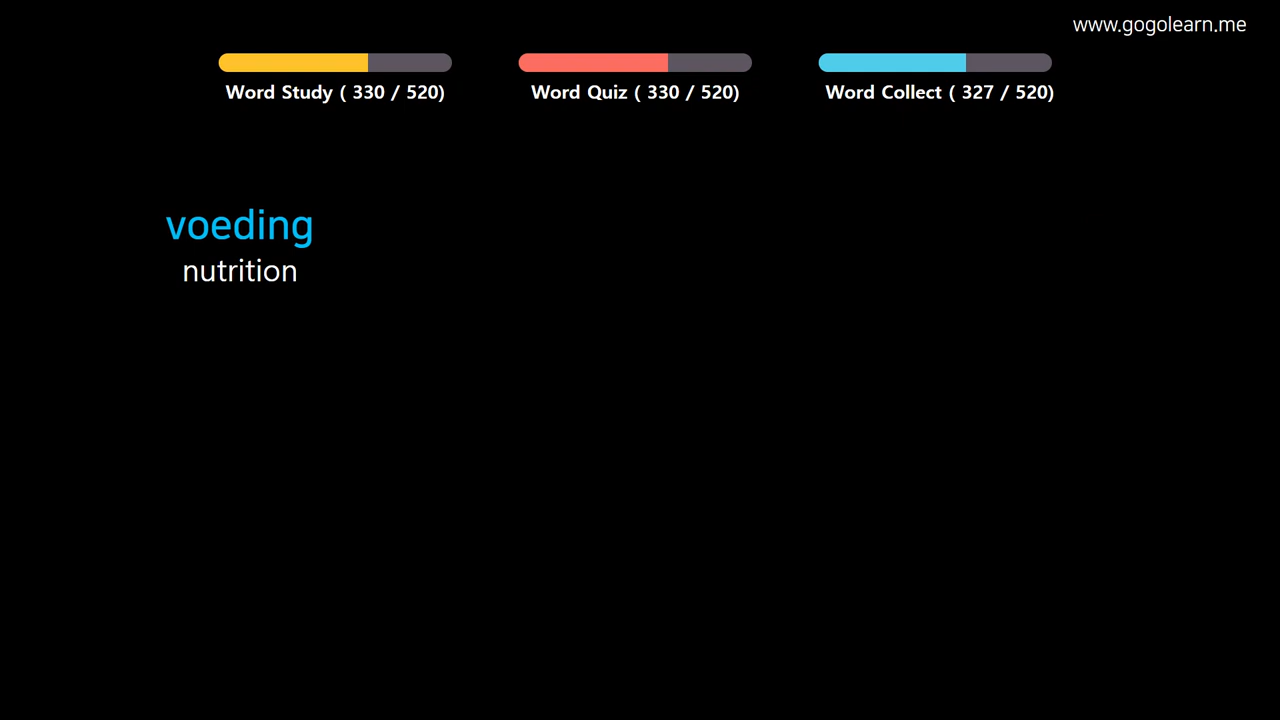 www.gogolearn.me
Word Study ( 330 / 520)
Word Quiz ( 330 / 520)
Word Collect ( 327 / 520)
voeding
nutrition